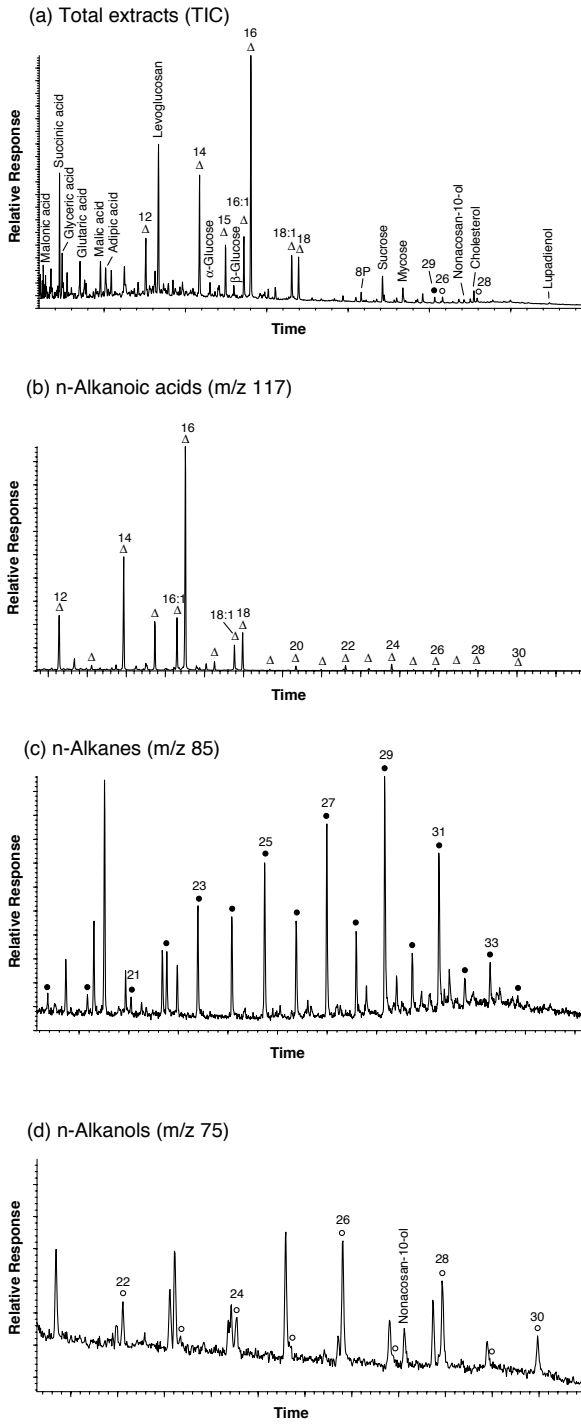 (a) Total extracts (TIC)
Relative Response
Malonic acid
Succinic acid
Glyceric acid
Glutaric acid
Malic acid
Adipic acid
12
Δ
Levoglucosan
14
Δ
α-Glucose
15
Δ
β-Glucose
16:1
Δ
16
Δ
18:1
Δ
18
Δ
8P
Sucrose
Mycose
29
26
Nonacosan-10-ol
Cholesterol
28
Lupadienol
Time
(b) n-Alkanoic acids (m/z 117)
Relative Response
12
Δ
Δ
14
Δ
Δ
16:1
Δ
16
Δ
Δ
18:1
Δ
18
Δ
Δ
20
Δ
Δ
22
Δ
Δ
24
Δ
Δ
26
Δ
Δ
28
Δ
30
Δ
Time
(c) n-Alkanes (m/z 85)
Relative Response
21
23
25
27
29
31
33
Time
(d) n-Alkanols (m/z 75)
Relative Response
22
24
26
Nonacosan-10-ol
28
30
Time